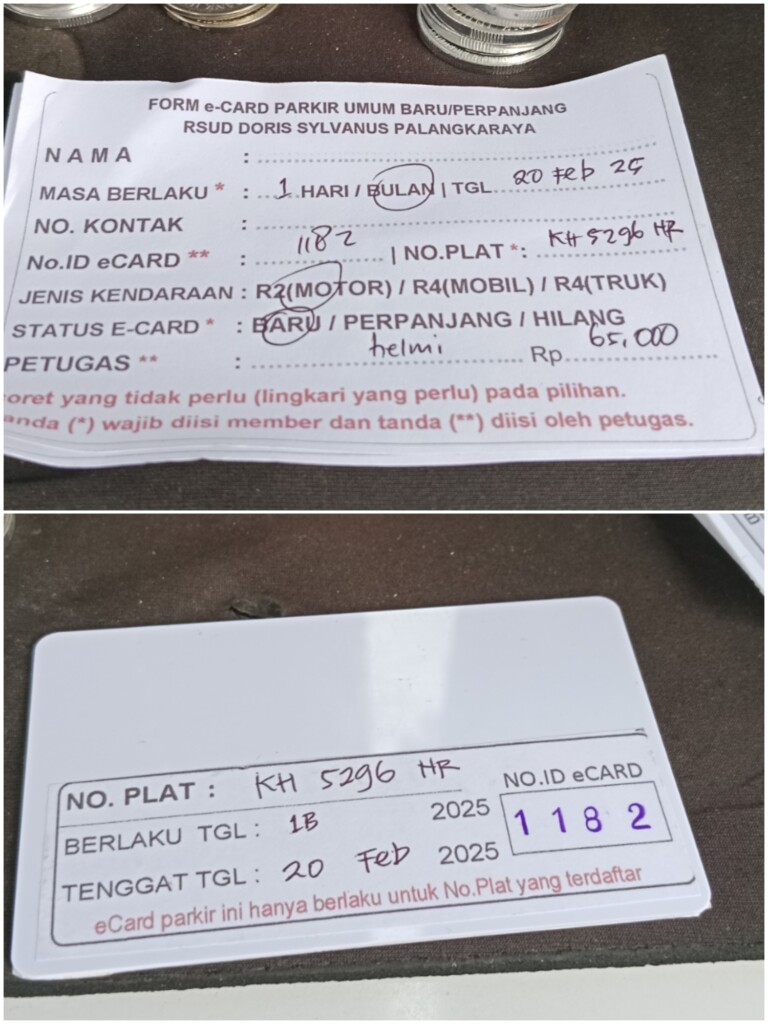 FORM e-CARD PARKIR UMUM BARU/PERPANJANG
RSUD DORIS SYLVANUS PALANGKARAYA
NAMA : 
MASA BERLAKU * : 1 HARI / BULAN | TGL 20 Feb 25
NO. KONTAK :
No.ID eCARD ** : 1182 | NO.PLAT *: KH 5296 HR
JENIS KENDARAAN : R2(MOTOR) / R4(MOBIL) / R4(TRUK)
STATUS E-CARD * : BARU / PERPANJANG / HILANG
PETUGAS ** : helmi Rp 65.000
oret yang tidak perlu (lingkari yang perlu) pada pilihan.
anda (*) wajib diisi member dan tanda (**) diisi oleh petugas.
NO. PLAT : KH 5296 HR
BERLAKU TGL : 1B 2025
TENGGAT TGL : 20 Feb 2025
NO.ID eCARD
1182
eCard parkir ini hanya berlaku untuk No.Plat yang terdaftar